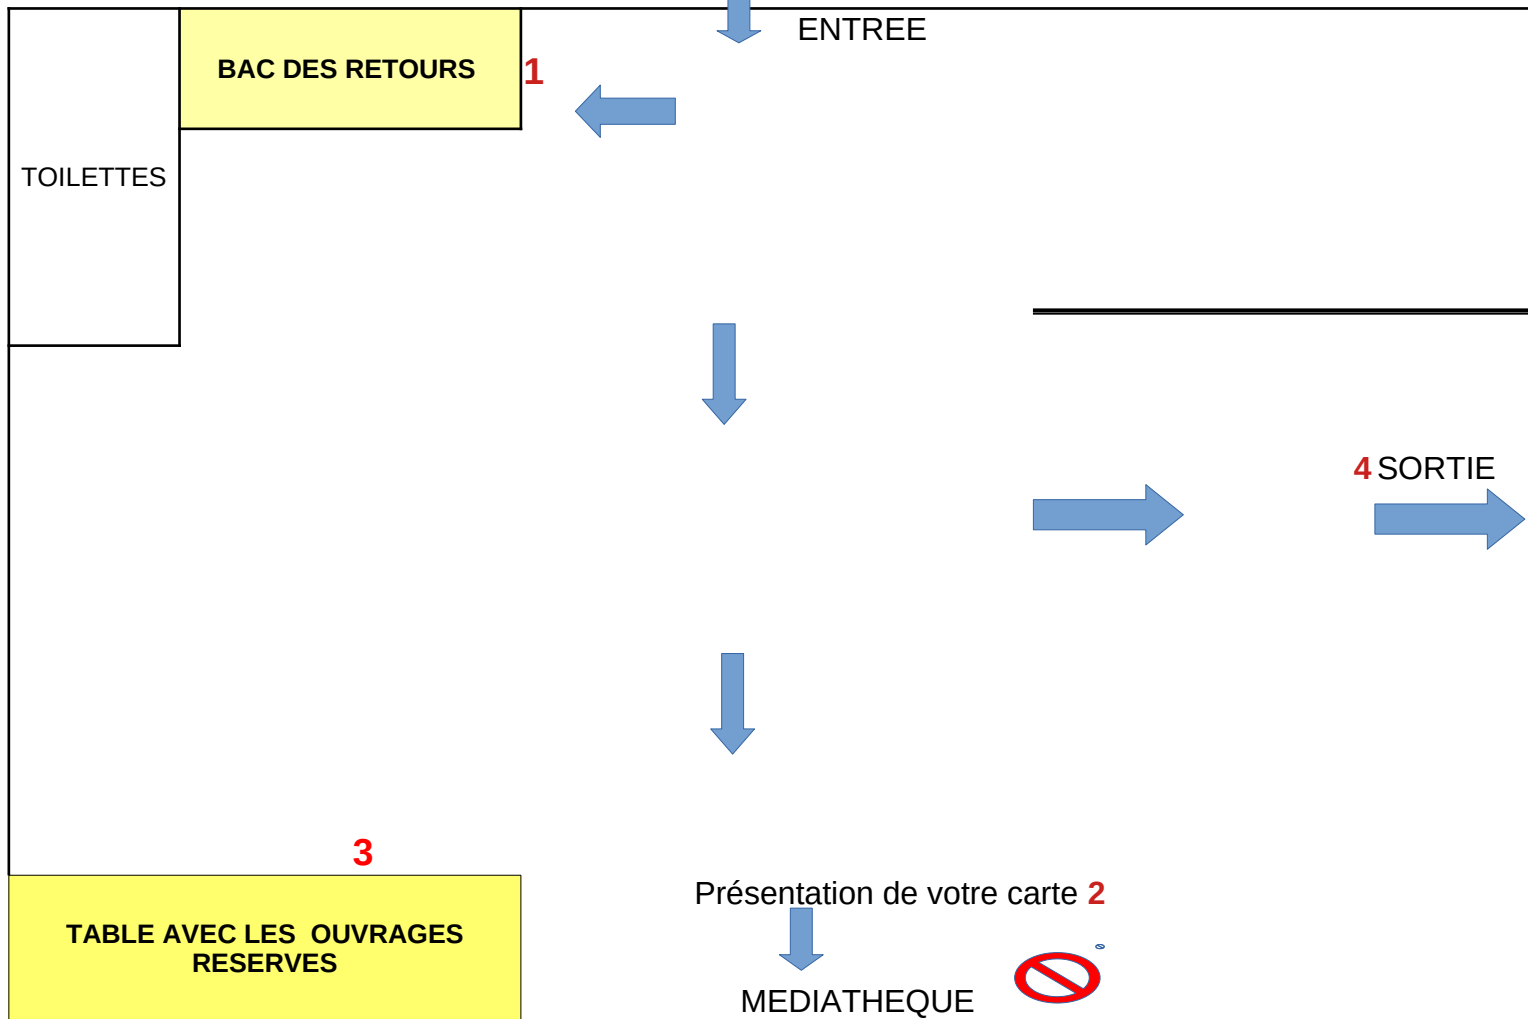 ENTREE
BAC DES RETOURS 1
TOILETTES
4 SORTIE
3
Présentation de votre carte 2
TABLE AVEC LES OUVRAGES
RESERVES
MEDIATHEQUE